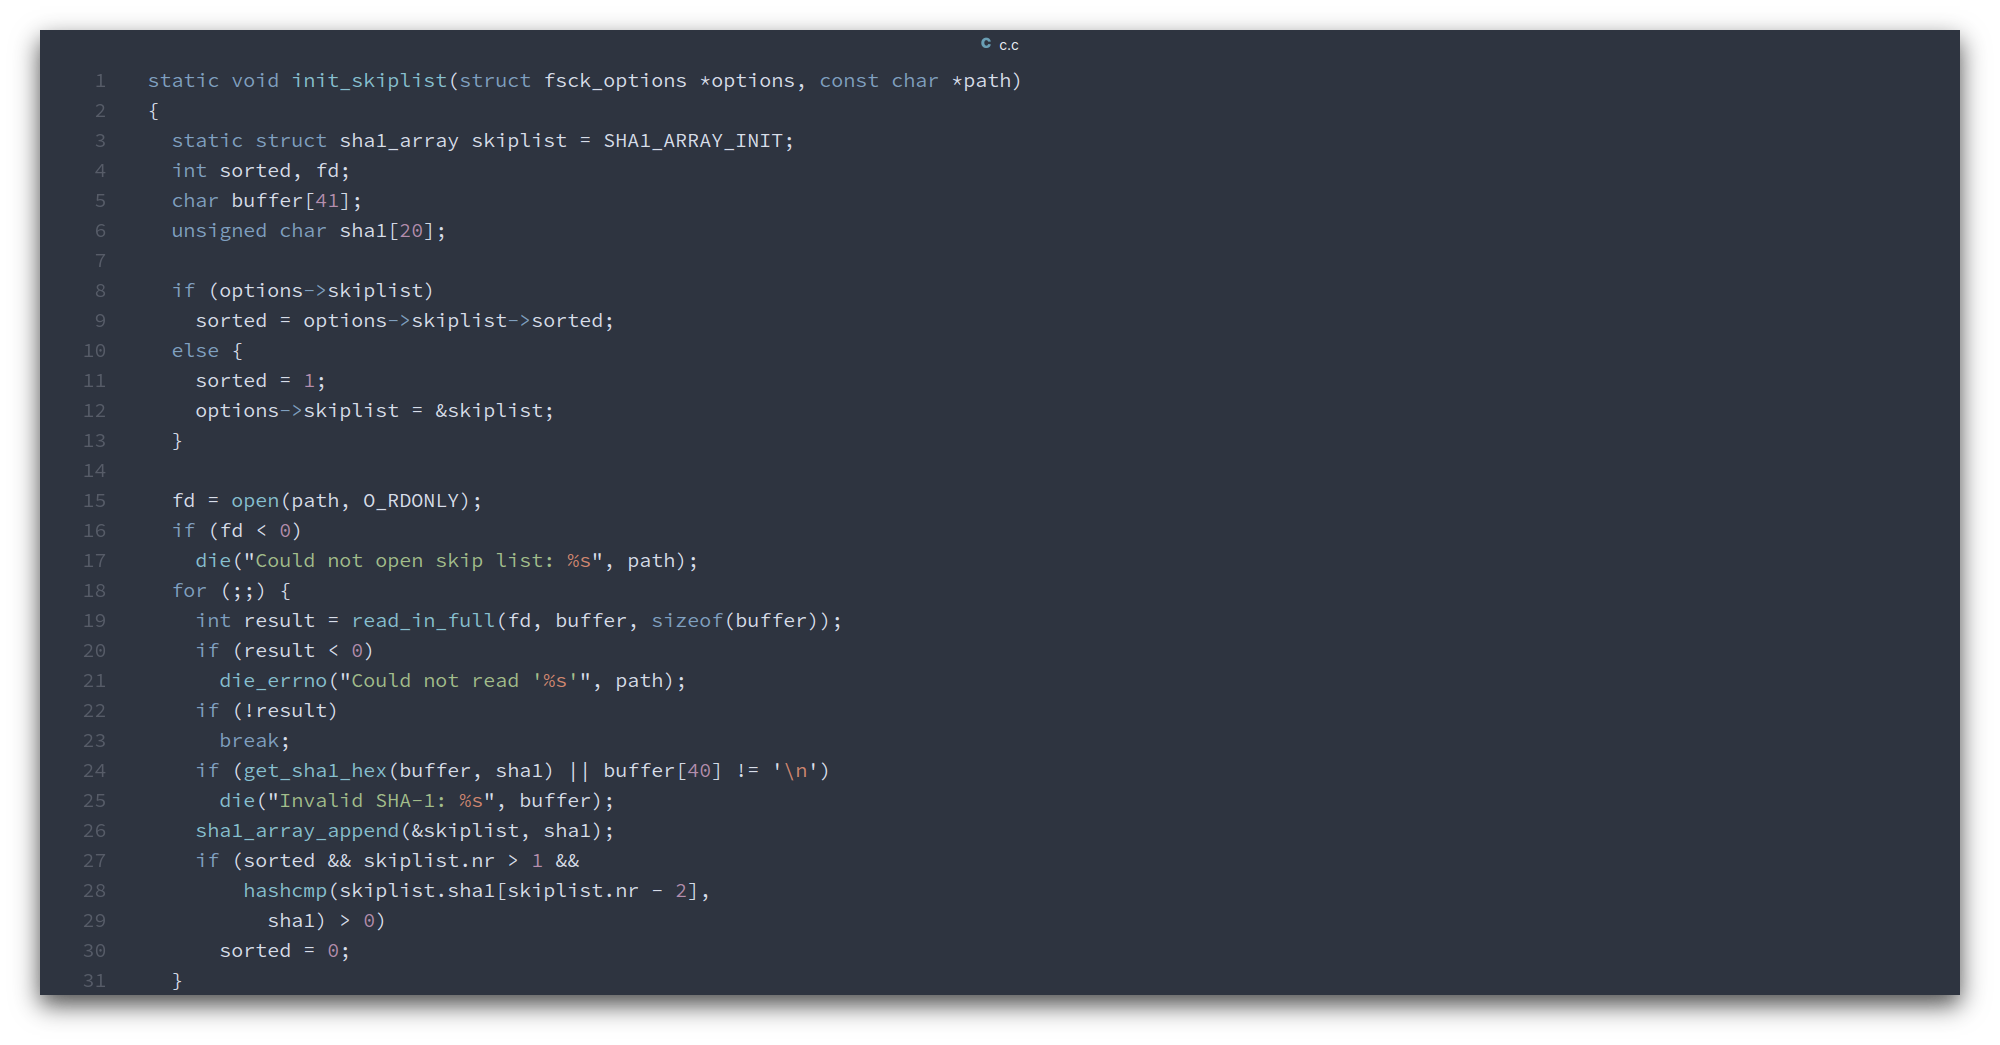 C c.c
1 static void init_skiplist(struct fsck_options *options, const char *path)
2 {
3   static struct sha1_array skiplist = SHA1_ARRAY_INIT;
4   int sorted, fd;
5   char buffer[41];
6   unsigned char sha1[20];
7
8   if (options->skiplist)
9     sorted = options->skiplist->sorted;
10   else {
11     sorted = 1;
12     options->skiplist = &skiplist;
13   }
14
15   fd = open(path, O_RDONLY);
16   if (fd < 0)
17     die("Could not open skip list: %s", path);
18   for (;;) {
19     int result = read_in_full(fd, buffer, sizeof(buffer));
20     if (result < 0)
21       die_errno("Could not read '%s'", path);
22     if (!result)
23       break;
24     if (get_sha1_hex(buffer, sha1) || buffer[40] != '\n')
25       die("Invalid SHA-1: %s", buffer);
26     sha1_array_append(&skiplist, sha1);
27     if (sorted && skiplist.nr > 1 &&
28         hashcmp(skiplist.sha1[skiplist.nr - 2],
29           sha1) > 0)
30       sorted = 0;
31   }